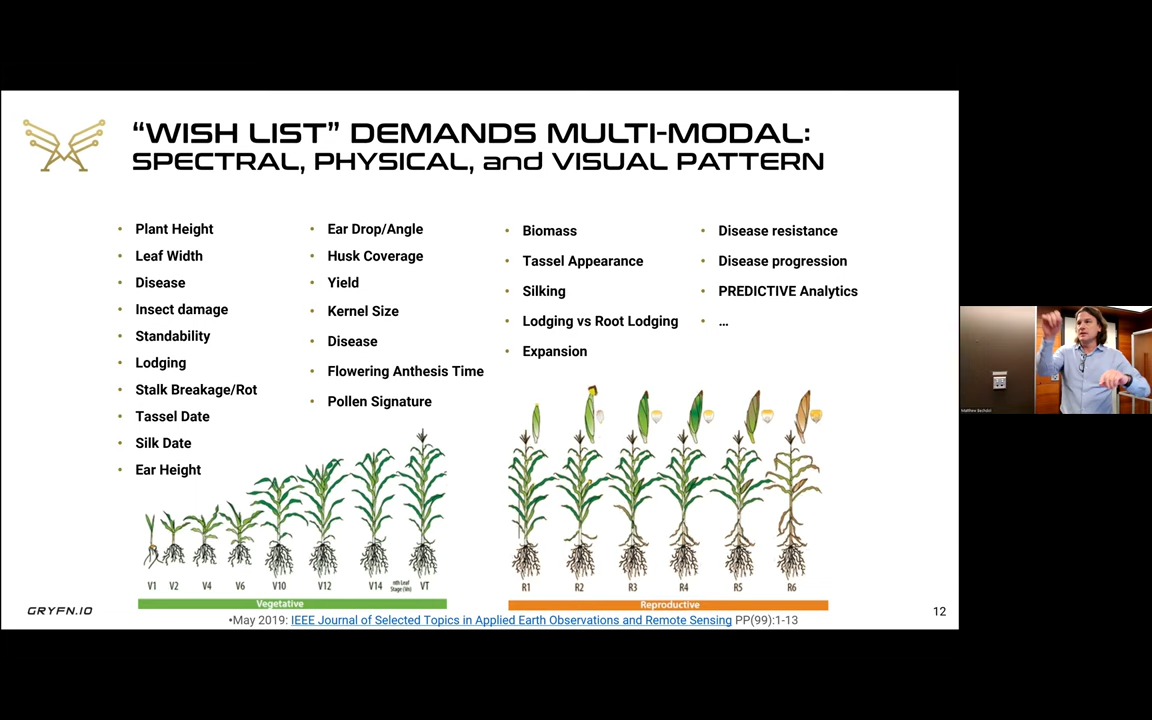 “WISH LIST” DEMANDS MULTI-MODAL:
SPECTRAL, PHYSICAL, and VISUAL PATTERN
• Plant Height
• Leaf Width
• Disease
• Insect damage
• Standability
• Lodging
• Stalk Breakage/Rot
• Tassel Date
• Silk Date
• Ear Height
• Ear Drop/Angle
• Husk Coverage
• Yield
• Kernel Size
• Disease
• Flowering Anthesis Time
• Pollen Signature
• Biomass
• Tassel Appearance
• Silking
• Lodging vs Root Lodging
• Expansion
• Disease resistance
• Disease progression
• PREDICTIVE Analytics
• …
V1 V2 V4 V6 V10 V12 V14 nth Leaf Stage (Vn) VT
Vegetative
R1 R2 R3 R4 R5 R6
Reproductive
GRYFN.IO
•May 2019: IEEE Journal of Selected Topics in Applied Earth Observations and Remote Sensing PP(99):1-13
12
Matthew